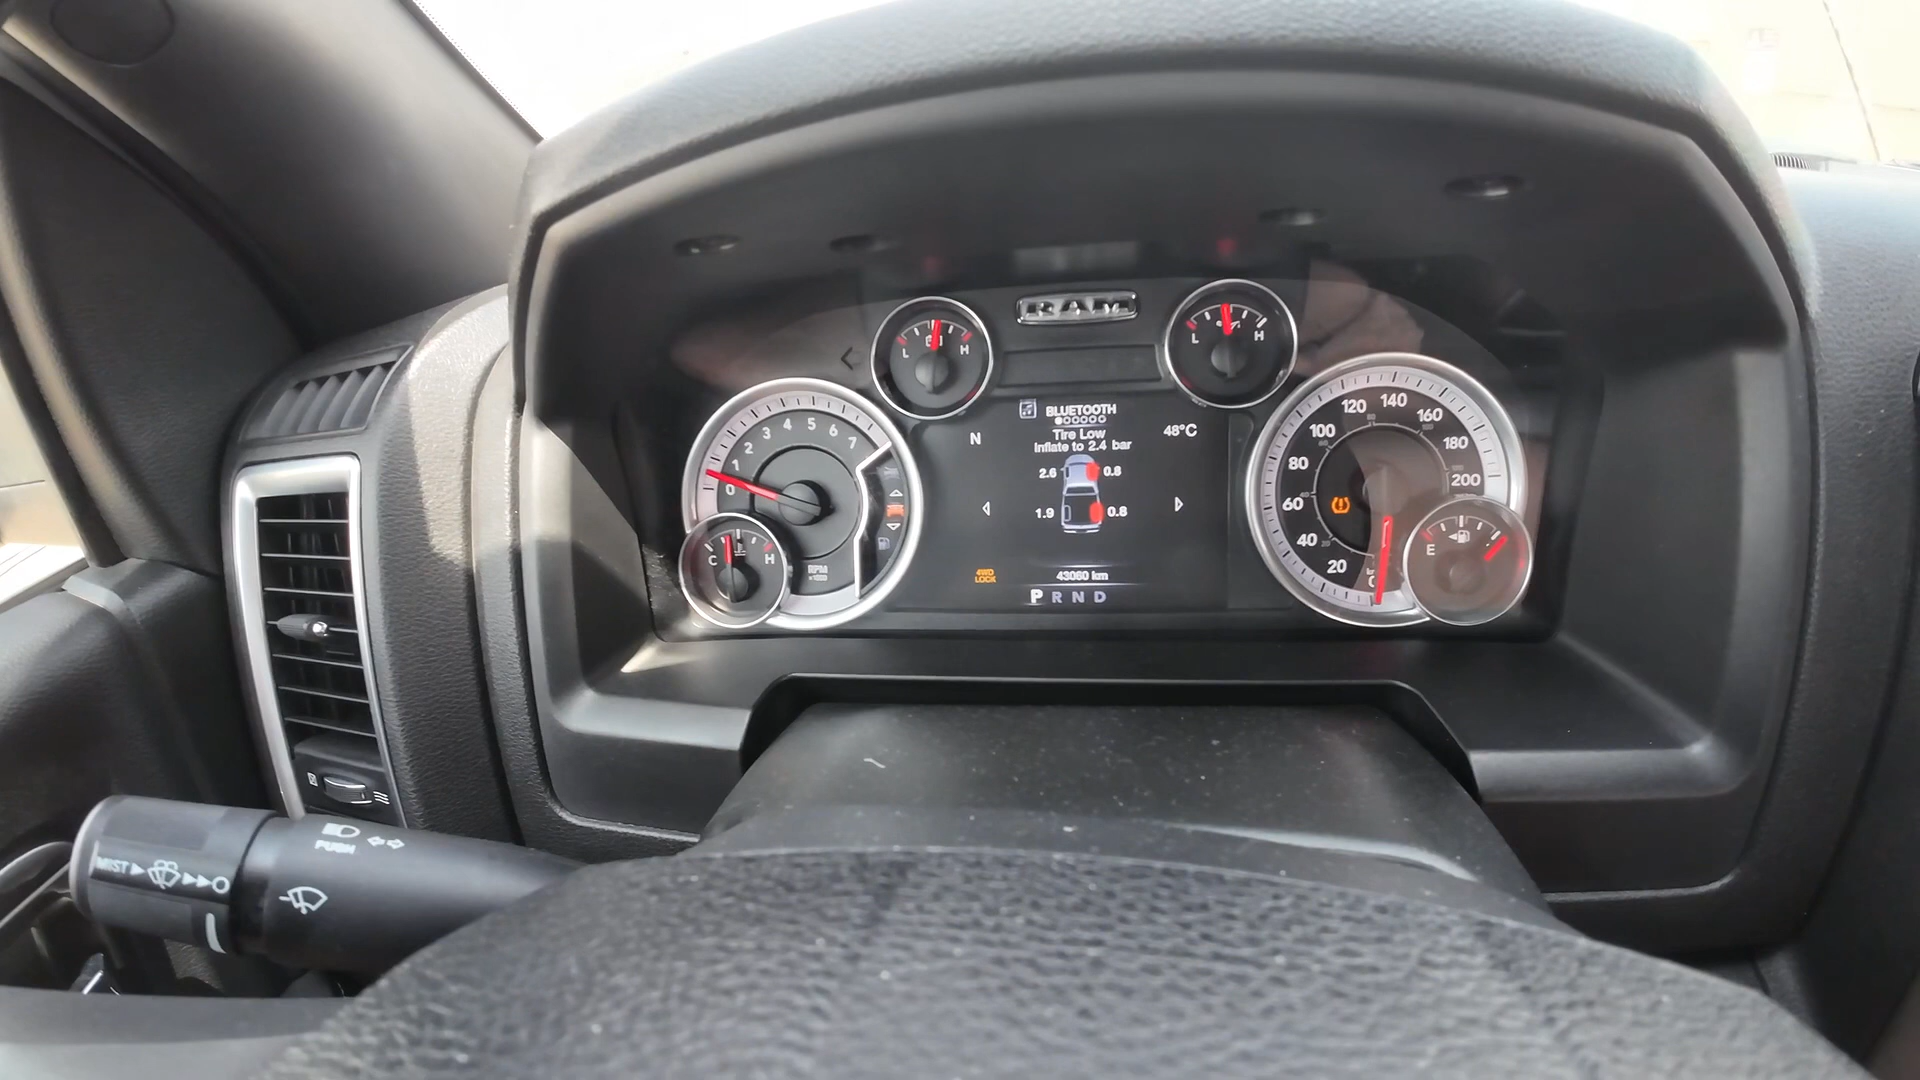 RAM
L H
L H
BLUETOOTH
N
48°C
Tire Low
Inflate to 2.4 bar
2.6 0.8
1.9 0.8
4WD
LOCK
43060 km
P R N D
0 1 2 3 4 5 6 7
RPM
x1000
C H
20 40 60 80 100 120 140 160 180 200
E
MIST
PUSH